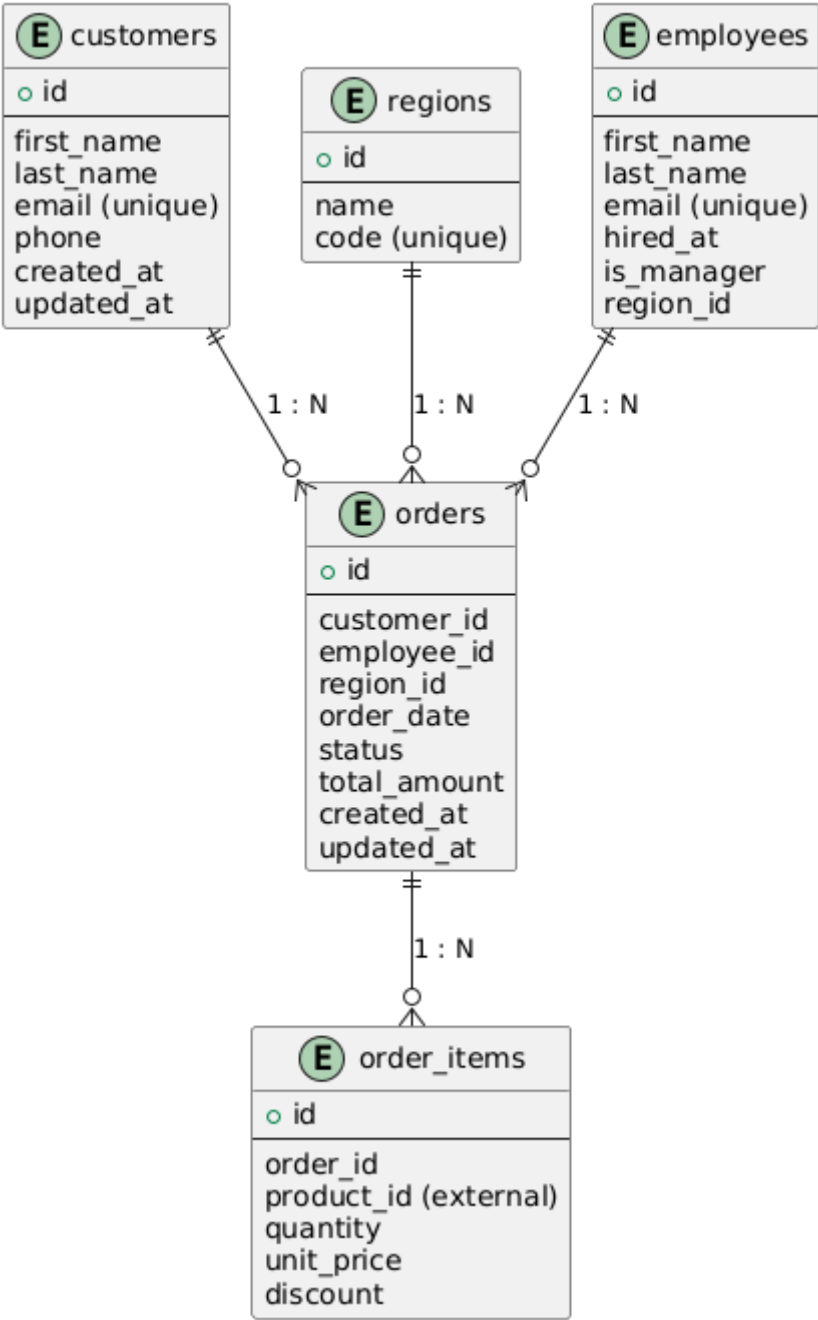 E customers
id
first_name
last_name
email (unique)
phone
created_at
updated_at
E regions
id
name
code (unique)
E employees
id
first_name
last_name
email (unique)
hired_at
is_manager
region_id
1 : N
1 : N
1 : N
E orders
id
customer_id
employee_id
region_id
order_date
status
total_amount
created_at
updated_at
1 : N
E order_items
id
order_id
product_id (external)
quantity
unit_price
discount